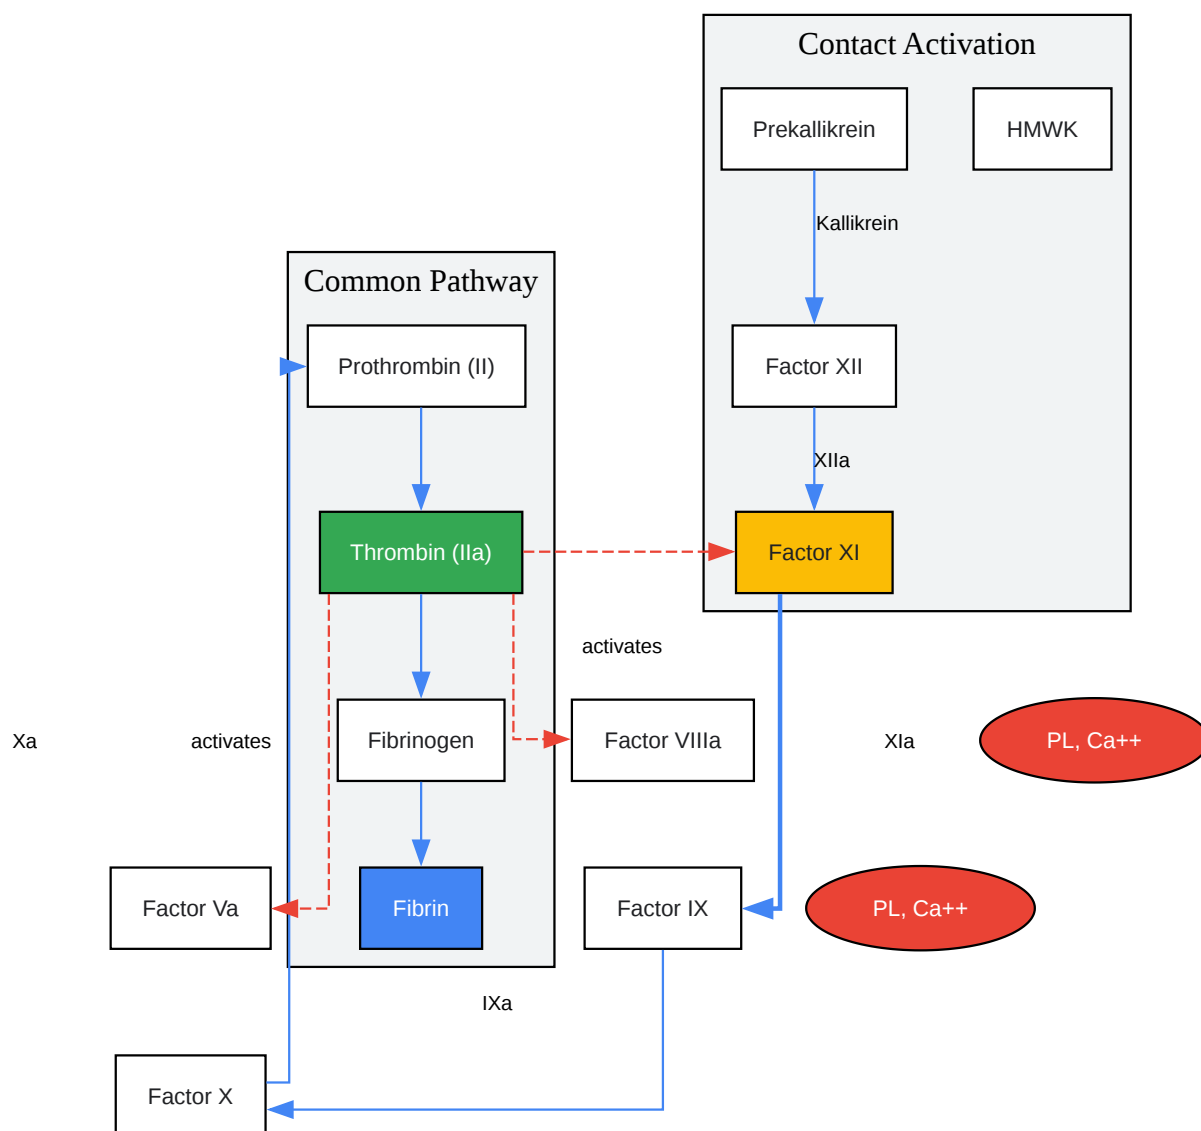 Contact Activation
Prekallikrein
HMWK
Kallikrein
Common Pathway
Prothrombin (II)
Factor XII
XIIa
Thrombin (IIa)
Factor XI
activates
Xa
activates
Fibrinogen
Factor VIIIa
XIa
PL, Ca++
Factor Va
Fibrin
Factor IX
PL, Ca++
IXa
Factor X